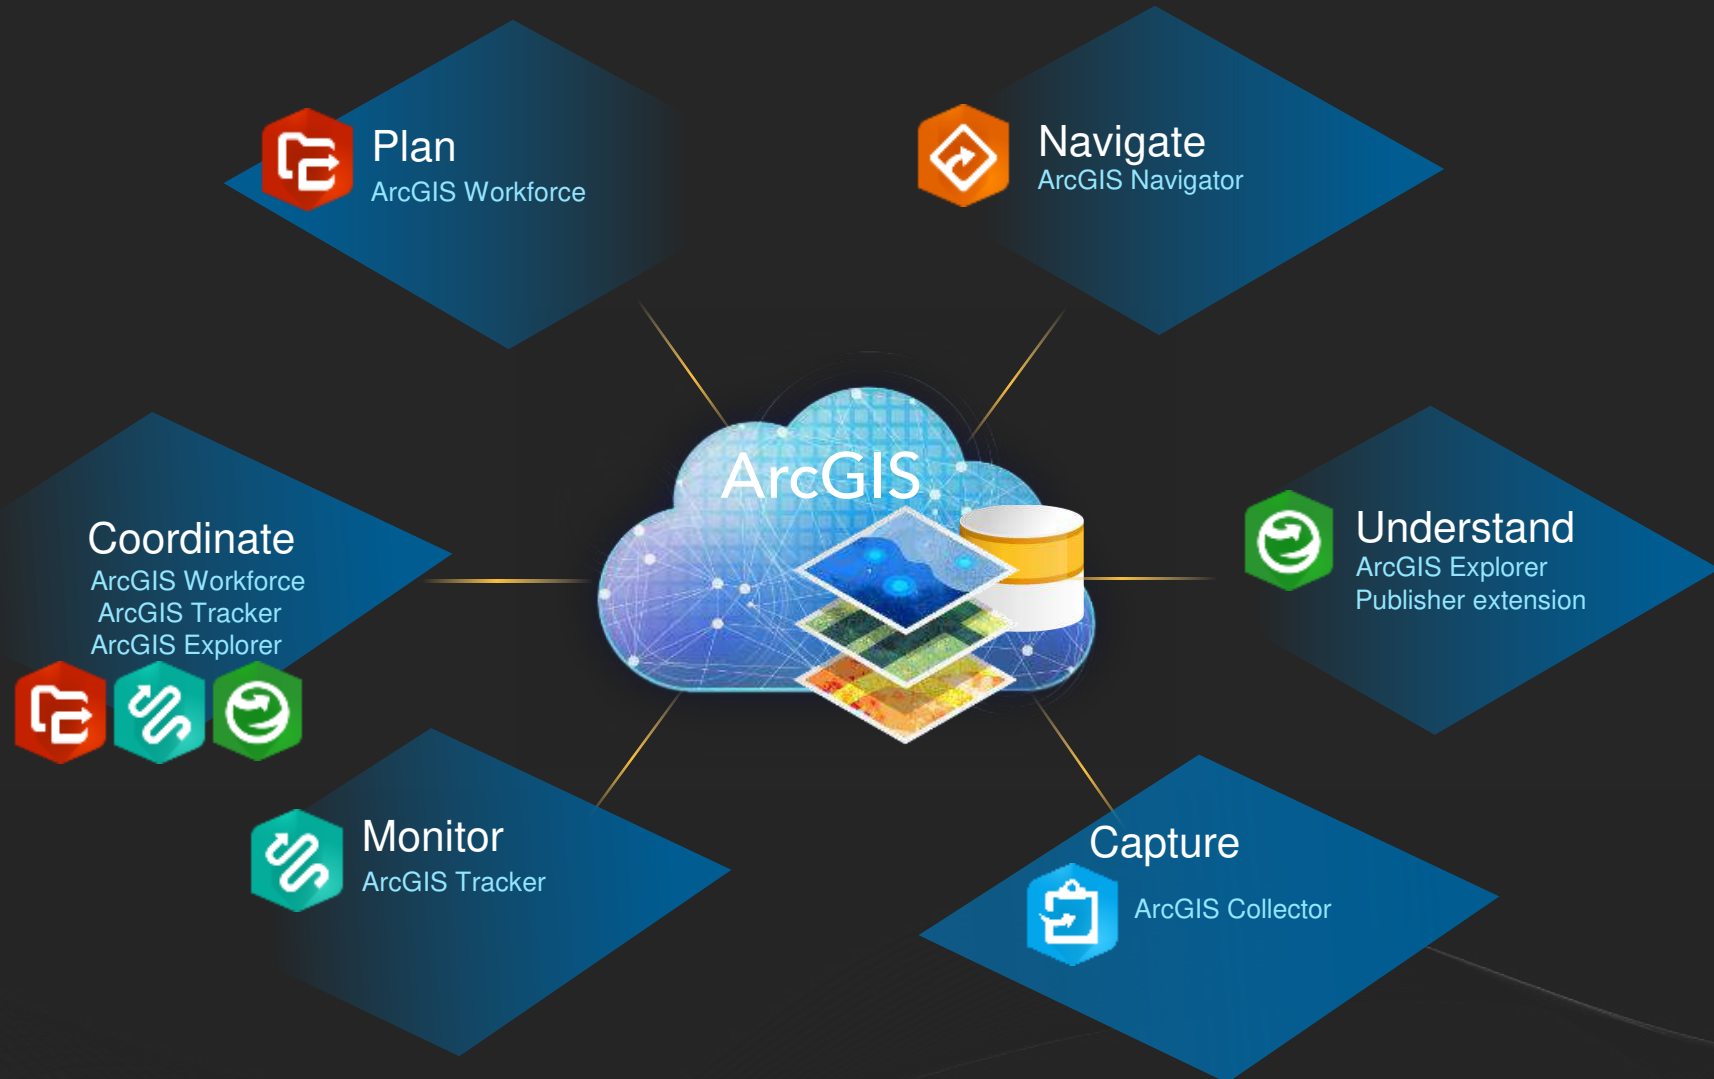 Plan
ArcGIS Workforce
Navigate
ArcGIS Navigator
ArcGIS
Coordinate
ArcGIS Workforce
ArcGIS Tracker
ArcGIS Explorer
Understand
ArcGIS Explorer
Publisher extension
Monitor
ArcGIS Tracker
Capture
ArcGIS Collector